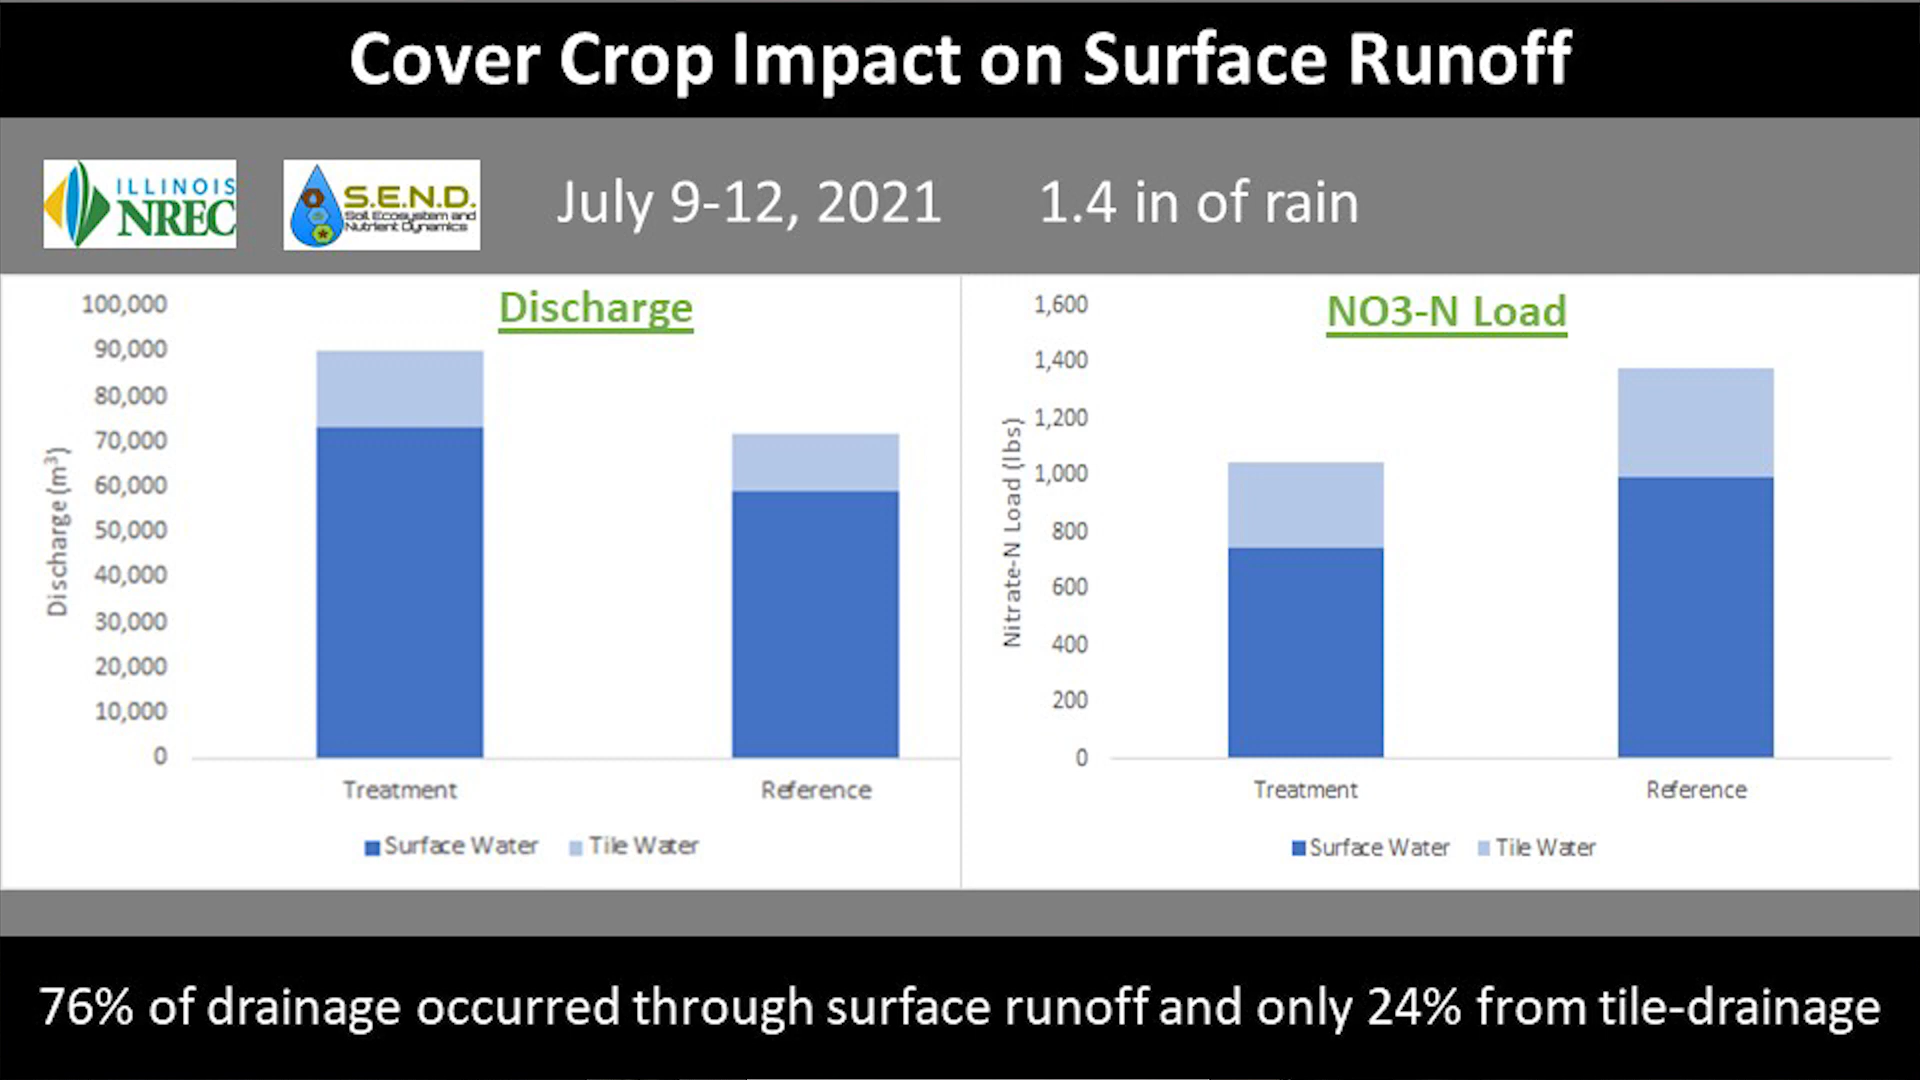 Cover Crop Impact on Surface Runoff
ILLINOIS
NREC
S.E.N.D.
Soil Ecosystem and
Nutrient Dynamics
July 9-12, 2021
1.4 in of rain
Discharge
100,000
90,000
80,000
70,000
60,000
50,000
40,000
30,000
20,000
10,000
0
Discharge (m³)
Treatment
Reference
Surface Water
Tile Water
NO3-N Load
1,600
1,400
1,200
1,000
800
600
400
200
0
Nitrate-N Load (lbs)
Treatment
Reference
Surface Water
Tile Water
76% of drainage occurred through surface runoff and only 24% from tile-drainage